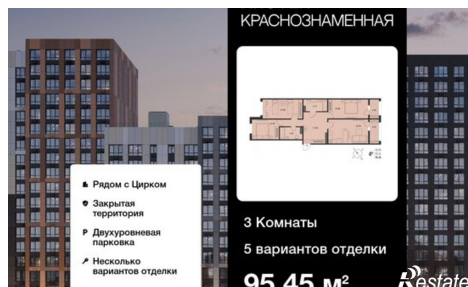 КРАСНОЗНАМЕННАЯ
Рядом с Цирком
Закрытая
территория
Р Двухуровневая
парковка
Несколько
вариантов отделки
3 Комнаты
5 вариантов отделки
95.45 м²
Restate